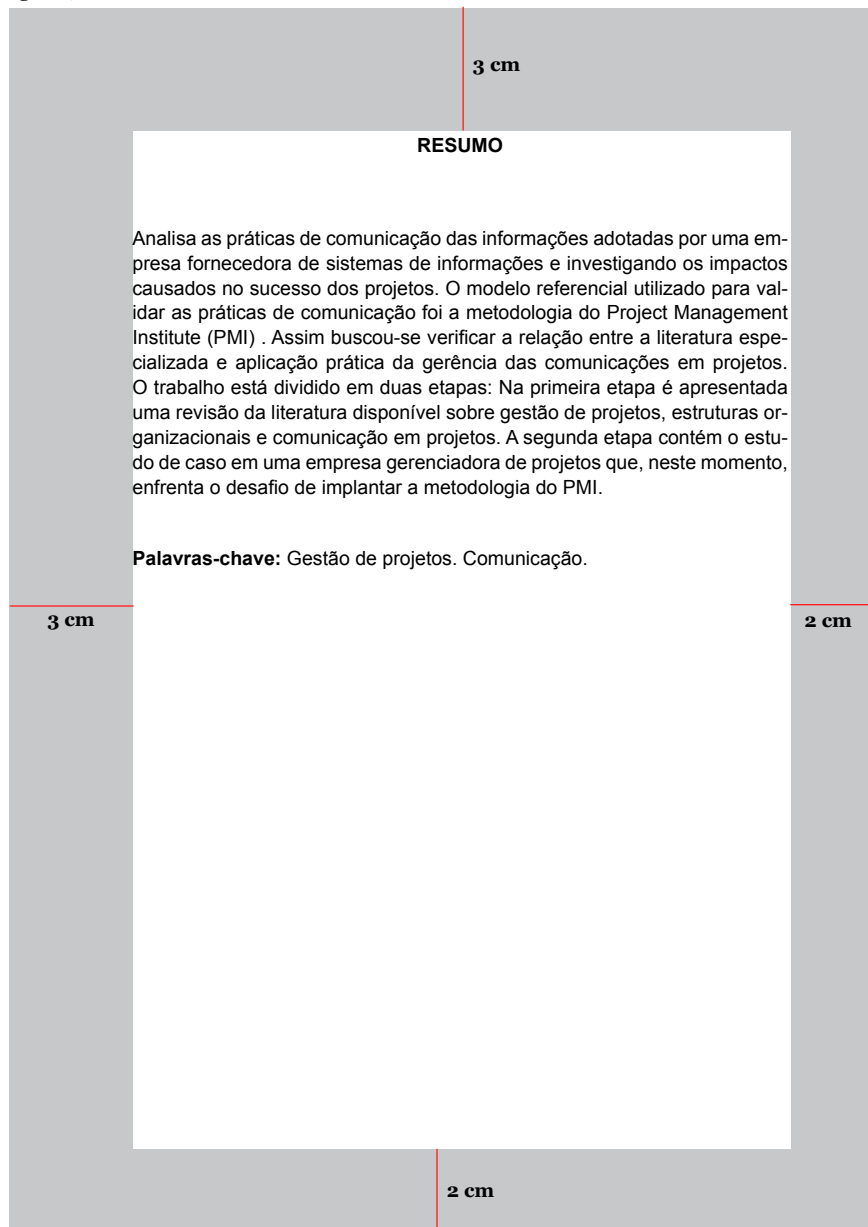 3 cm
RESUMO
Analisa as práticas de comunicação das informações adotadas por uma em-
presa fornecedora de sistemas de informações e investigando os impactos
causados no sucesso dos projetos. O modelo referencial utilizado para val-
idar as práticas de comunicação foi a metodologia do Project Management
Institute (PMI) . Assim buscou-se verificar a relação entre a literatura espe-
cializada e aplicação prática da gerência das comunicações em projetos.
O trabalho está dividido em duas etapas: Na primeira etapa é apresentada
uma revisão da literatura disponível sobre gestão de projetos, estruturas or-
ganizacionais e comunicação em projetos. A segunda etapa contém o estu-
do de caso em uma empresa gerenciadora de projetos que, neste momento,
enfrenta o desafio de implantar a metodologia do PMI.
Palavras-chave: Gestão de projetos. Comunicação.
3 cm
2 cm
2 cm